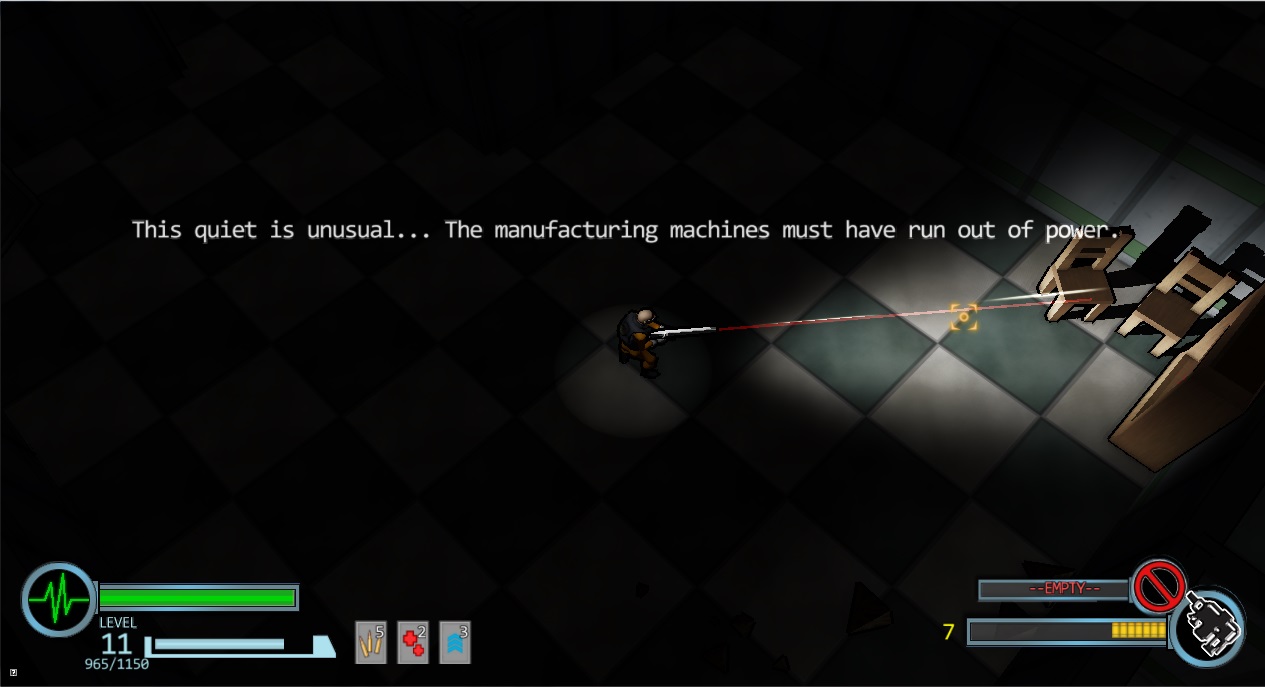 This quiet is unusual... The manufacturing machines must have run out of power.
--EMPTY--
7
LEVEL
11
965/1150
5
2
3
?